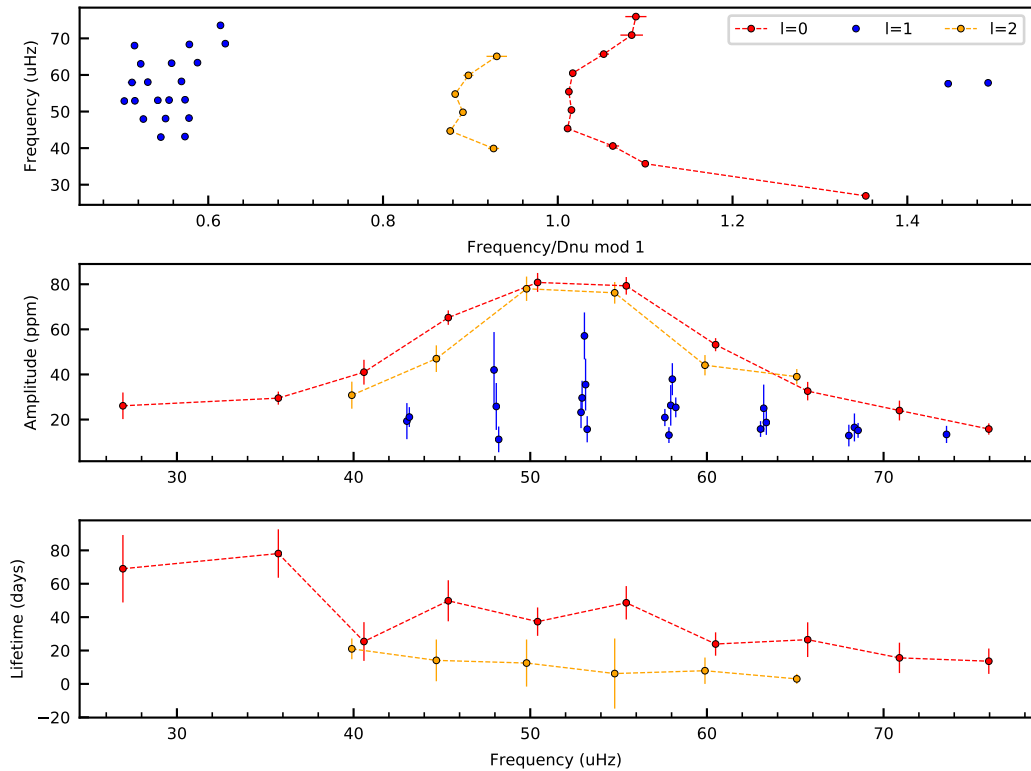 l=0 l=1 l=2
Frequency (uHz)
70
60
50
40
30
0.6 0.8 1.0 1.2 1.4
Frequency/Dnu mod 1
Amplitude (ppm)
80
60
40
20
30 40 50 60 70
Lifetime (days)
80
60
40
20
0
−20
30 40 50 60 70
Frequency (uHz)